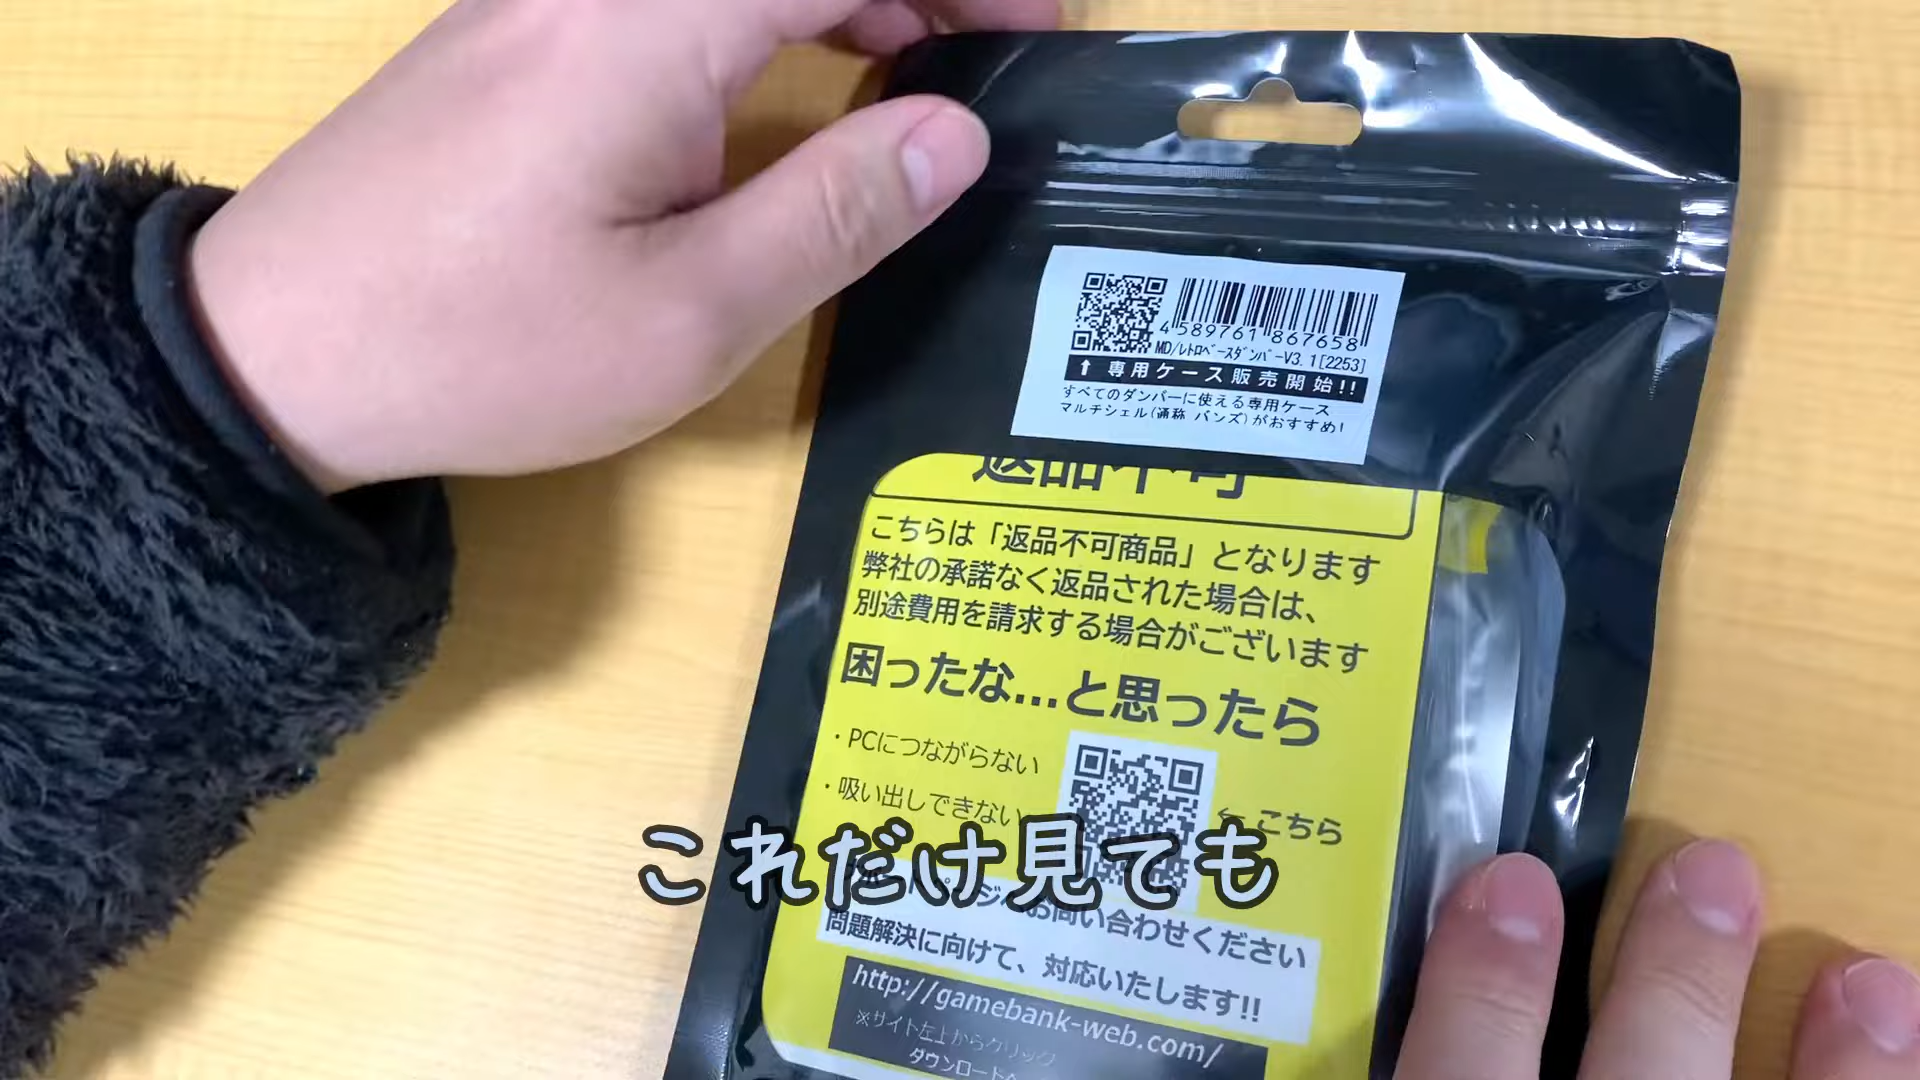 4 589761 867658
MD/レトロベースダンパーV3.1[2253]
⬆専用ケース販売開始!!
すべてのダンパーに使える専用ケース
マルチシェル(通称 バンズ)がおすすめ!
返品不可
こちらは「返品不可商品」となります
弊社の承諾なく返品された場合は、
別途費用を請求する場合がございます
困ったな...と思ったら
・PCにつながらない
・吸い出しできない
←こちら
これだけ見ても
お問い合わせください
問題解決に向けて、対応いたします!!
http://gamebank-web.com/
※サイト左上からクリック
ダウンロード